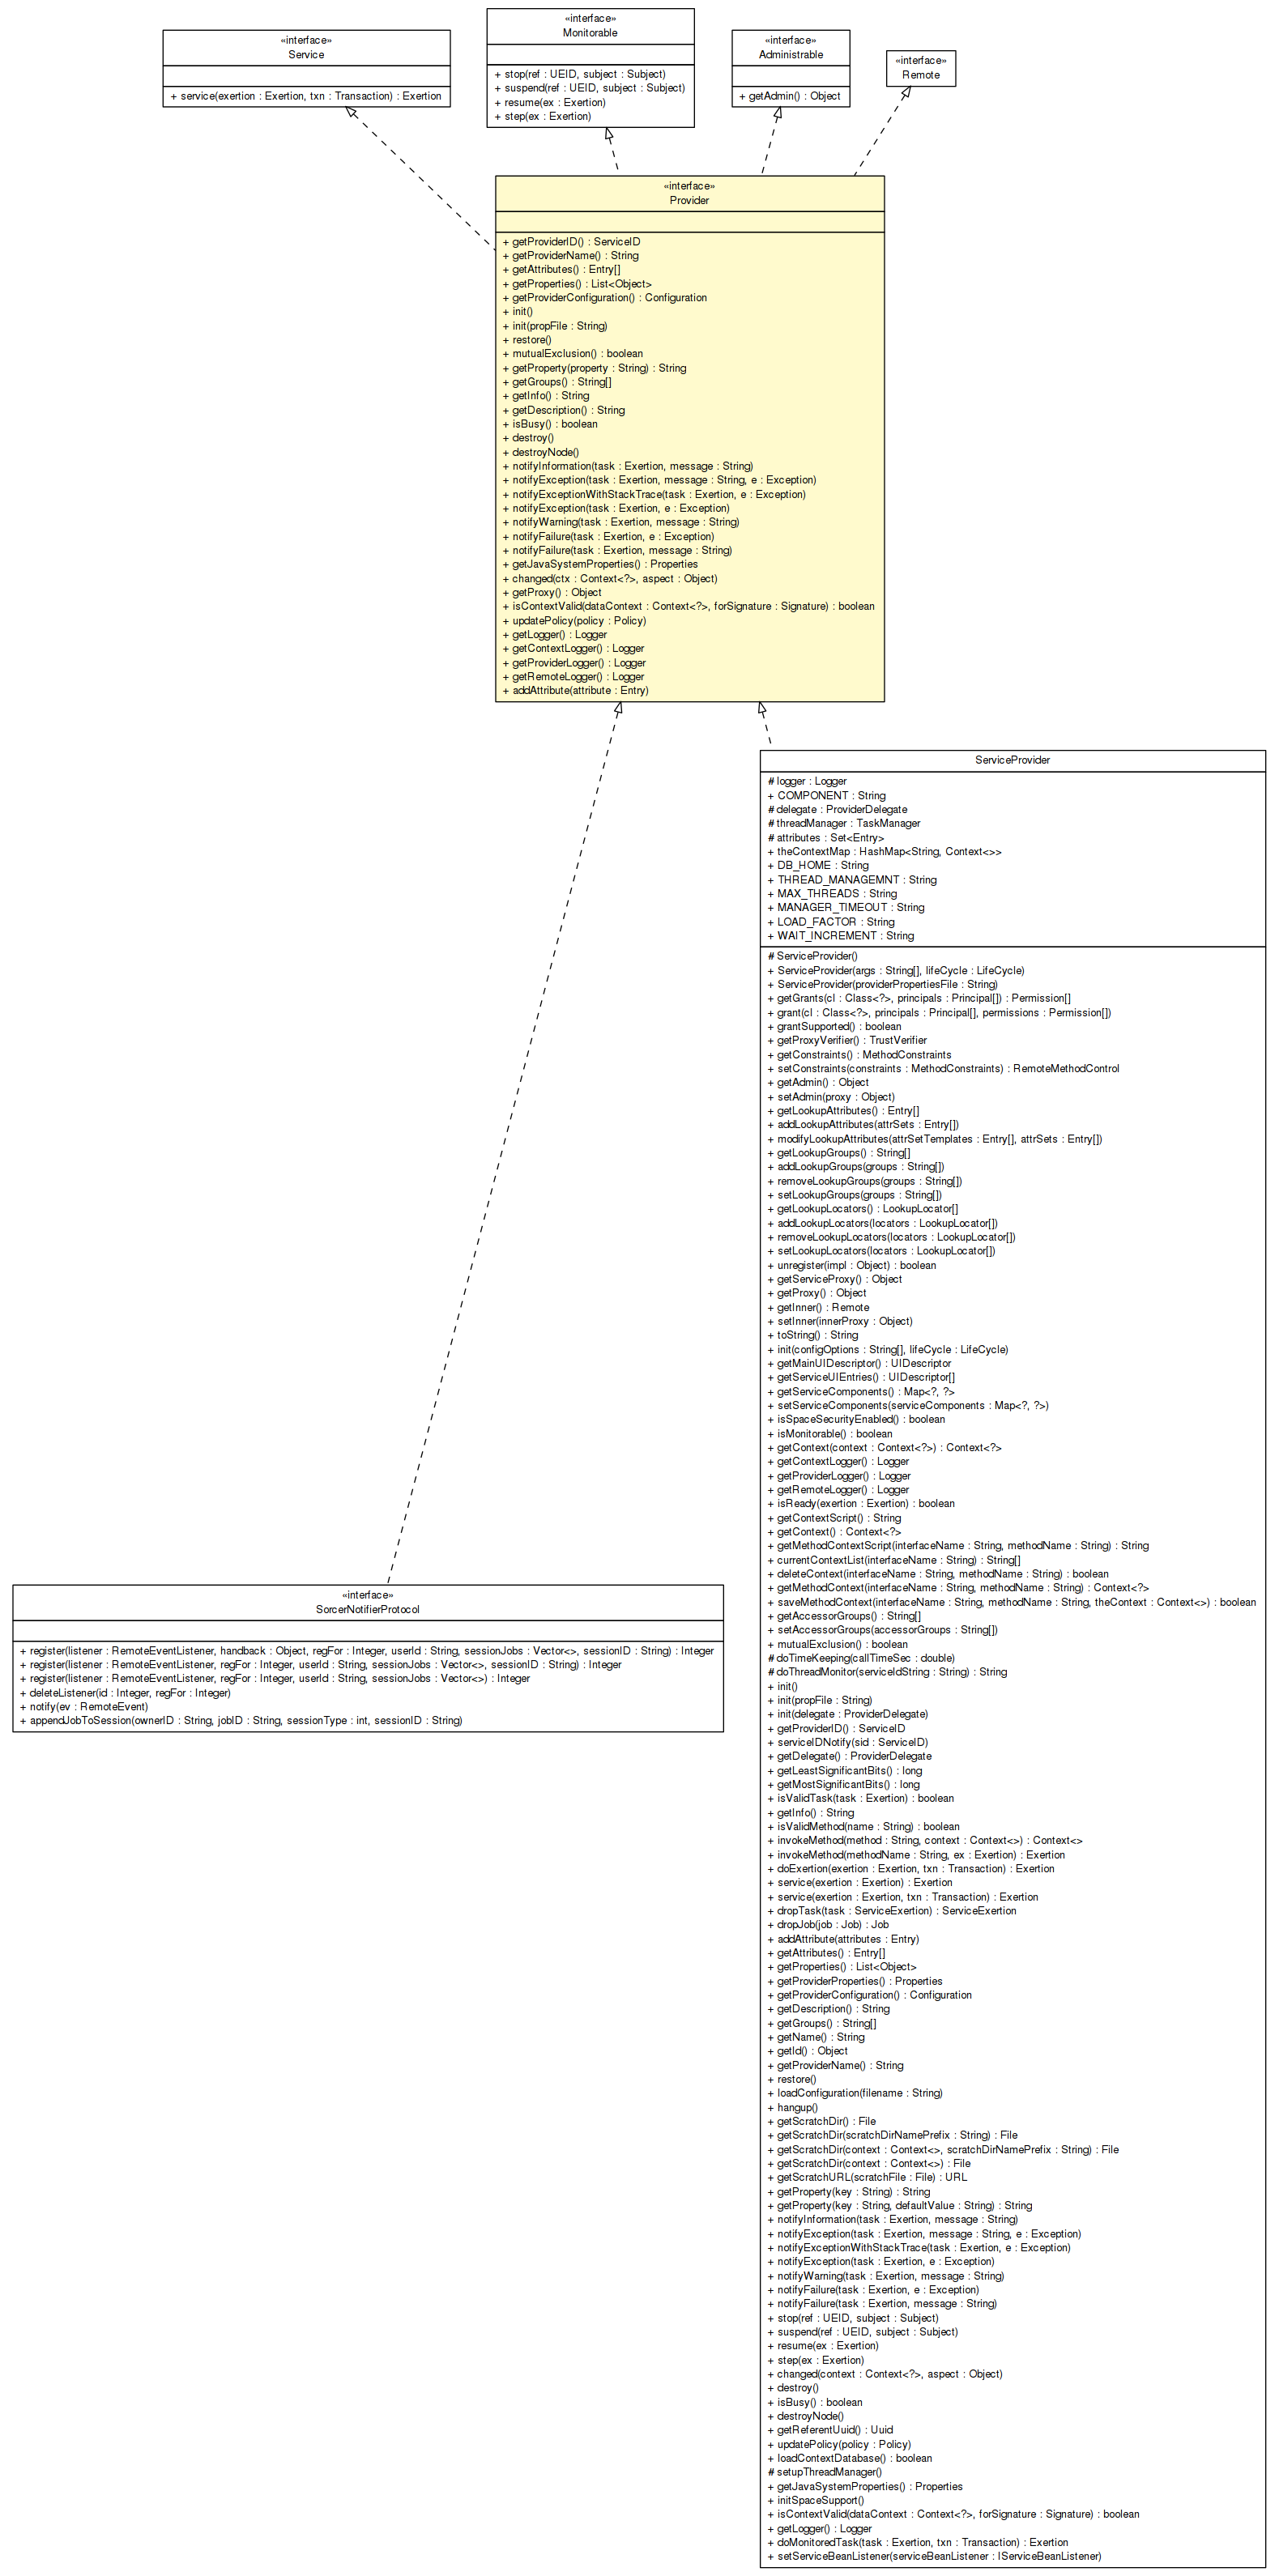 «interface»
Service
+ service(exertion : Exertion, txn : Transaction) : Exertion
«interface»
Monitorable
+ stop(ref : UEID, subject : Subject)
+ suspend(ref : UEID, subject : Subject)
+ resume(ex : Exertion)
+ step(ex : Exertion)
«interface»
Administrable
+ getAdmin() : Object
«interface»
Remote
«interface»
Provider
+ getProviderID() : ServiceID
+ getProviderName() : String
+ getAttributes() : Entry[]
+ getProperties() : List<Object>
+ getProviderConfiguration() : Configuration
+ init()
+ init(propFile : String)
+ restore()
+ mutualExclusion() : boolean
+ getProperty(property : String) : String
+ getGroups() : String[]
+ getInfo() : String
+ getDescription() : String
+ isBusy() : boolean
+ destroy()
+ destroyNode()
+ notifyInformation(task : Exertion, message : String)
+ notifyException(task : Exertion, message : String, e : Exception)
+ notifyExceptionWithStackTrace(task : Exertion, e : Exception)
+ notifyException(task : Exertion, e : Exception)
+ notifyWarning(task : Exertion, message : String)
+ notifyFailure(task : Exertion, e : Exception)
+ notifyFailure(task : Exertion, message : String)
+ getJavaSystemProperties() : Properties
+ changed(ctx : Context<?>, aspect : Object)
+ getProxy() : Object
+ isContextValid(dataContext : Context<?>, forSignature : Signature) : boolean
+ updatePolicy(policy : Policy)
+ getLogger() : Logger
+ getContextLogger() : Logger
+ getProviderLogger() : Logger
+ getRemoteLogger() : Logger
+ addAttribute(attribute : Entry)
ServiceProvider
# logger : Logger
+ COMPONENT : String
# delegate : ProviderDelegate
# threadManager : TaskManager
# attributes : Set<Entry>
+ theContextMap : HashMap<String, Context<>>
+ DB_HOME : String
+ THREAD_MANAGEMNT : String
+ MAX_THREADS : String
+ MANAGER_TIMEOUT : String
+ LOAD_FACTOR : String
+ WAIT_INCREMENT : String
# ServiceProvider()
+ ServiceProvider(args : String[], lifeCycle : LifeCycle)
+ ServiceProvider(providerPropertiesFile : String)
+ getGrants(cl : Class<?>, principals : Principal[]) : Permission[]
+ grant(cl : Class<?>, principals : Principal[], permissions : Permission[])
+ grantSupported() : boolean
+ getProxyVerifier() : TrustVerifier
+ getConstraints() : MethodConstraints
+ setConstraints(constraints : MethodConstraints) : RemoteMethodControl
+ getAdmin() : Object
+ setAdmin(proxy : Object)
+ getLookupAttributes() : Entry[]
+ addLookupAttributes(attrSets : Entry[])
+ modifyLookupAttributes(attrSetTemplates : Entry[], attrSets : Entry[])
+ getLookupGroups() : String[]
+ addLookupGroups(groups : String[])
+ removeLookupGroups(groups : String[])
+ setLookupGroups(groups : String[])
+ getLookupLocators() : LookupLocator[]
+ addLookupLocators(locators : LookupLocator[])
+ removeLookupLocators(locators : LookupLocator[])
+ setLookupLocators(locators : LookupLocator[])
+ unregister(impl : Object) : boolean
+ getServiceProxy() : Object
+ getProxy() : Object
+ getInner() : Remote
+ setInner(innerProxy : Object)
+ toString() : String
+ init(configOptions : String[], lifeCycle : LifeCycle)
+ getMainUIDescriptor() : UIDescriptor
+ getServiceUIEntries() : UIDescriptor[]
+ getServiceComponents() : Map<?, ?>
+ setServiceComponents(serviceComponents : Map<?, ?>)
+ isSpaceSecurityEnabled() : boolean
+ isMonitorable() : boolean
+ getContext(context : Context<?>) : Context<?>
+ getContextLogger() : Logger
+ getProviderLogger() : Logger
+ getRemoteLogger() : Logger
+ isReady(exertion : Exertion) : boolean
+ getContextScript() : String
+ getContext() : Context<?>
+ getMethodContextScript(interfaceName : String, methodName : String) : String
+ currentContextList(interfaceName : String) : String[]
+ deleteContext(interfaceName : String, methodName : String) : boolean
+ getMethodContext(interfaceName : String, methodName : String) : Context<?>
+ saveMethodContext(interfaceName : String, methodName : String, theContext : Context<>) : boolean
+ getAccessorGroups() : String[]
+ setAccessorGroups(accessorGroups : String[])
+ mutualExclusion() : boolean
# doTimeKeeping(callTimeSec : double)
# doThreadMonitor(serviceIdString : String) : String
+ init()
+ init(propFile : String)
+ init(delegate : ProviderDelegate)
+ getProviderID() : ServiceID
+ serviceIDNotify(sid : ServiceID)
+ getDelegate() : ProviderDelegate
+ getLeastSignificantBits() : long
+ getMostSignificantBits() : long
+ isValidTask(task : Exertion) : boolean
+ getInfo() : String
+ isValidMethod(name : String) : boolean
+ invokeMethod(method : String, context : Context<>) : Context<>
+ invokeMethod(methodName : String, ex : Exertion) : Exertion
+ doExertion(exertion : Exertion, txn : Transaction) : Exertion
+ service(exertion : Exertion) : Exertion
+ service(exertion : Exertion, txn : Transaction) : Exertion
+ dropTask(task : ServiceExertion) : ServiceExertion
+ dropJob(job : Job) : Job
+ addAttribute(attributes : Entry)
+ getAttributes() : Entry[]
+ getProperties() : List<Object>
+ getProviderProperties() : Properties
+ getProviderConfiguration() : Configuration
+ getDescription() : String
+ getGroups() : String[]
+ getName() : String
+ getId() : Object
+ getProviderName() : String
+ restore()
+ loadConfiguration(filename : String)
+ hangup()
+ getScratchDir() : File
+ getScratchDir(scratchDirNamePrefix : String) : File
+ getScratchDir(context : Context<>, scratchDirNamePrefix : String) : File
+ getScratchDir(context : Context<>) : File
+ getScratchURL(scratchFile : File) : URL
+ getProperty(key : String) : String
+ getProperty(key : String, defaultValue : String) : String
+ notifyInformation(task : Exertion, message : String)
+ notifyException(task : Exertion, message : String, e : Exception)
+ notifyExceptionWithStackTrace(task : Exertion, e : Exception)
+ notifyException(task : Exertion, e : Exception)
+ notifyWarning(task : Exertion, message : String)
+ notifyFailure(task : Exertion, e : Exception)
+ notifyFailure(task : Exertion, message : String)
+ stop(ref : UEID, subject : Subject)
+ suspend(ref : UEID, subject : Subject)
+ resume(ex : Exertion)
+ step(ex : Exertion)
+ changed(context : Context<?>, aspect : Object)
+ destroy()
+ isBusy() : boolean
+ destroyNode()
+ getReferentUuid() : Uuid
+ updatePolicy(policy : Policy)
+ loadContextDatabase() : boolean
# setupThreadManager()
+ getJavaSystemProperties() : Properties
+ initSpaceSupport()
+ isContextValid(dataContext : Context<?>, forSignature : Signature) : boolean
+ getLogger() : Logger
+ doMonitoredTask(task : Exertion, txn : Transaction) : Exertion
+ setServiceBeanListener(serviceBeanListener : IServiceBeanListener)
«interface»
SorcerNotifierProtocol
+ register(listener : RemoteEventListener, handback : Object, regFor : Integer, userId : String, sessionJobs : Vector<>, sessionID : String) : Integer
+ register(listener : RemoteEventListener, regFor : Integer, userId : String, sessionJobs : Vector<>, sessionID : String) : Integer
+ register(listener : RemoteEventListener, regFor : Integer, userId : String, sessionJobs : Vector<>) : Integer
+ deleteListener(id : Integer, regFor : Integer)
+ notify(ev : RemoteEvent)
+ appendJobToSession(ownerID : String, jobID : String, sessionType : int, sessionID : String)